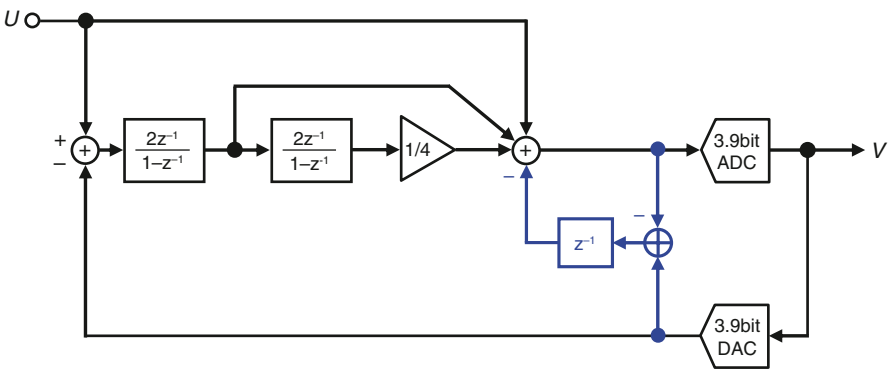 U
+
−
+
2z⁻¹
1–z⁻¹
2z⁻¹
1–z⁻¹
1/4
+
−
3.9bit
ADC
V
−
z⁻¹
3.9bit
DAC